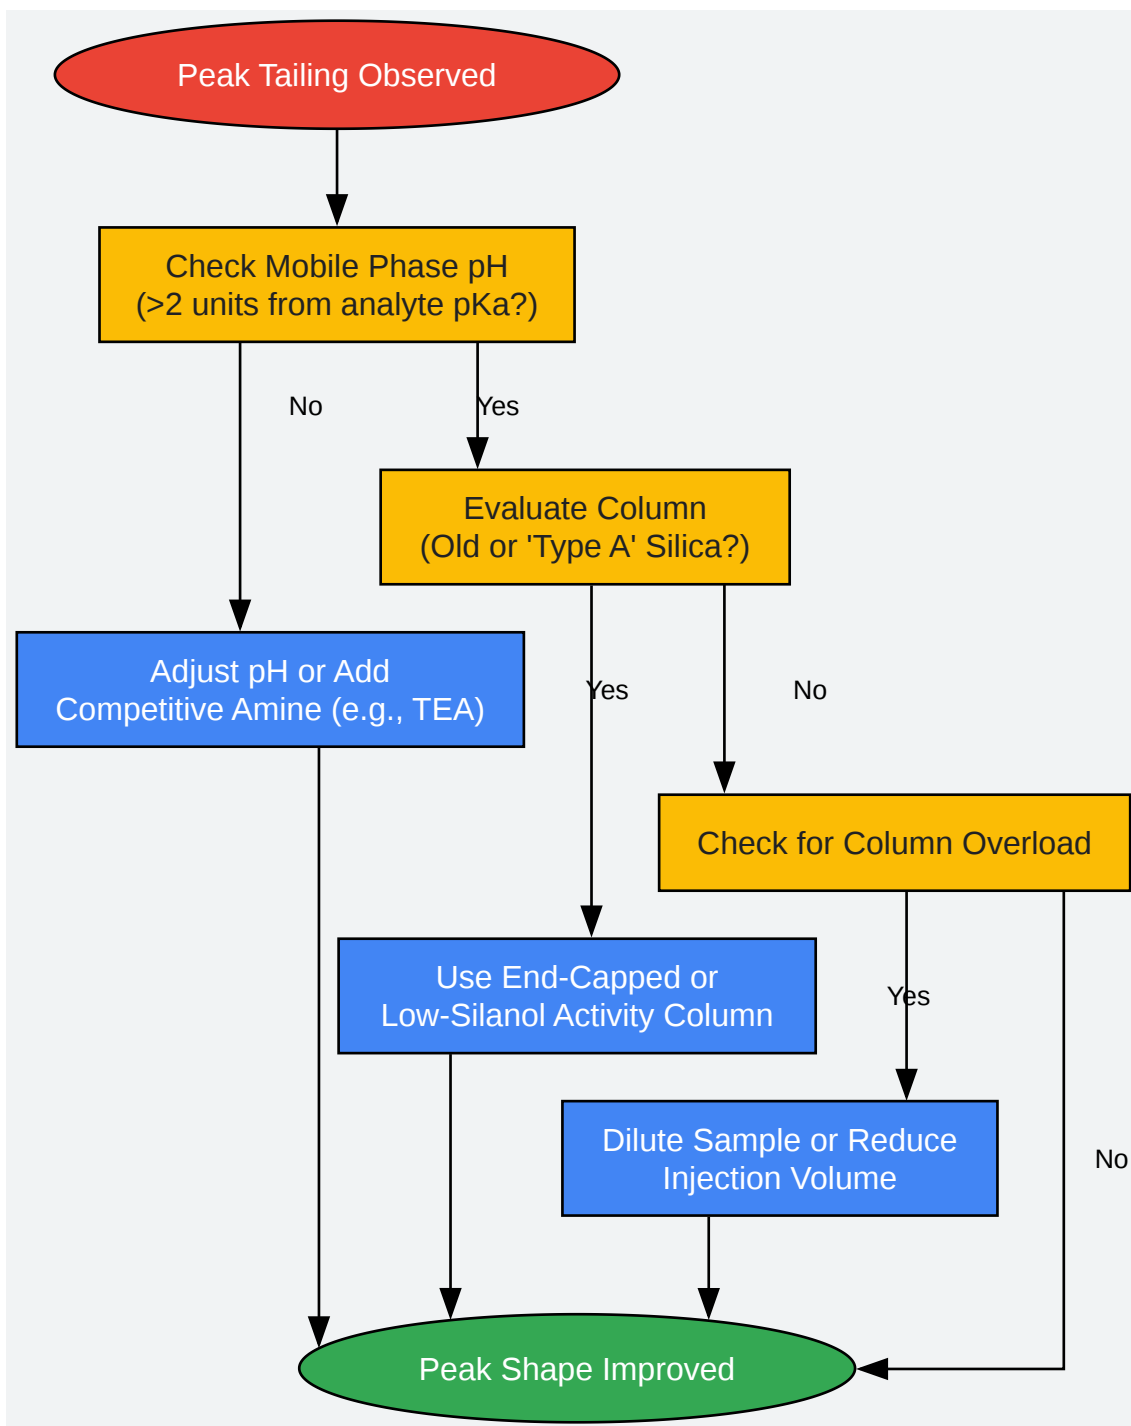 Peak Tailing Observed
Check Mobile Phase pH
(>2 units from analyte pKa?)
No
Yes
Evaluate Column
(Old or 'Type A' Silica?)
Adjust pH or Add
Competitive Amine (e.g., TEA)
Yes
No
Check for Column Overload
Use End-Capped or
Low-Silanol Activity Column
Yes
Dilute Sample or Reduce
Injection Volume
No
Peak Shape Improved